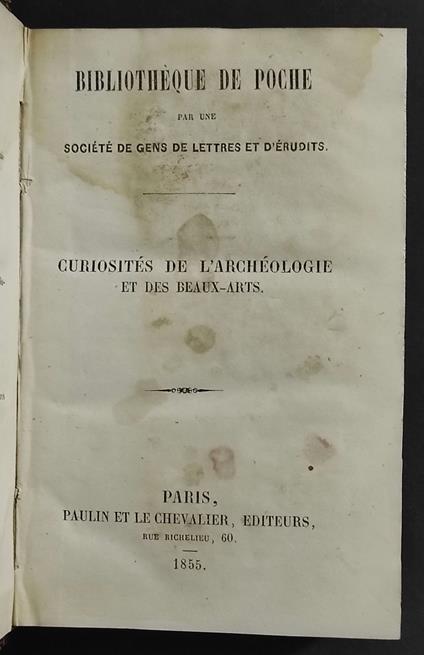 BIBLIOTHÈQUE DE POCHE
PAR UNE
SOCIÉTÉ DE GENS DE LETTRES ET D'ÉRUDITS.
CURIOSITÉS DE L'ARCHÉOLOGIE
ET DES BEAUX-ARTS.
PARIS,
PAULIN ET LE CHEVALIER, EDITEURS,
RUE RICHELIEU, 60.
1855.